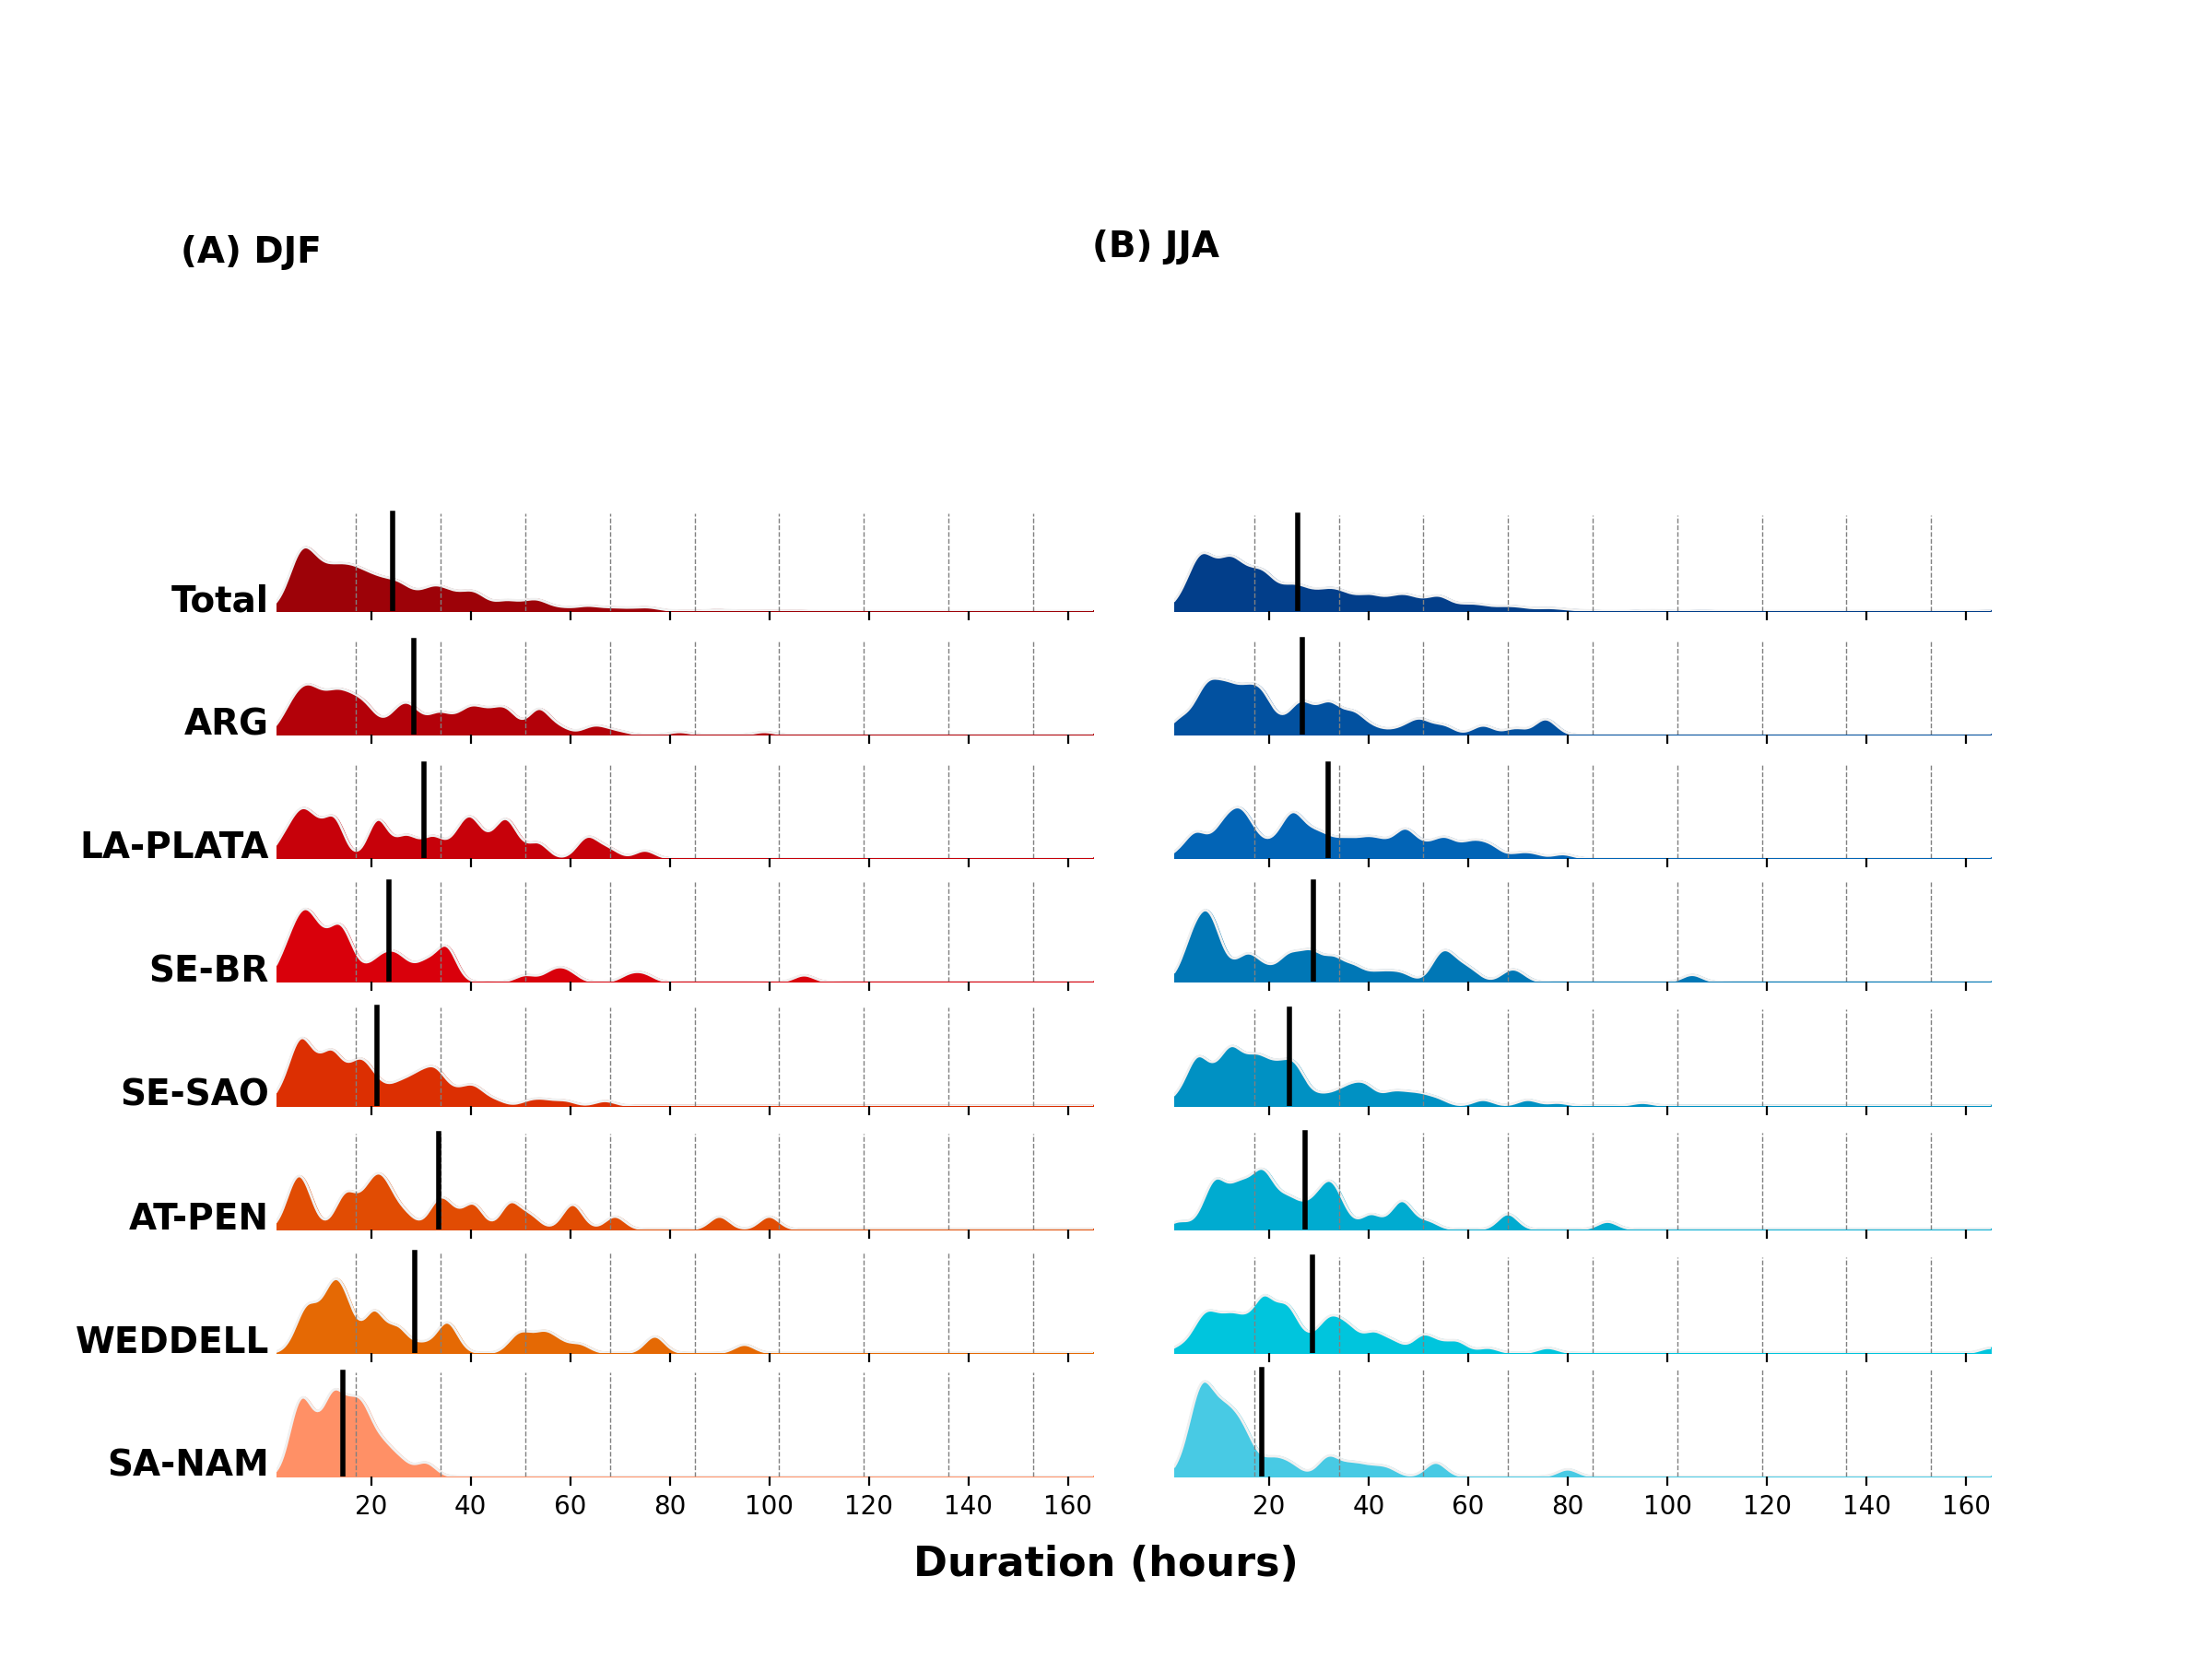 (A) DJF
(B) JJA
Total
ARG
LA-PLATA
SE-BR
SE-SAO
AT-PEN
WEDDELL
SA-NAM
20 40 60 80 100 120 140 160
20 40 60 80 100 120 140 160
Duration (hours)